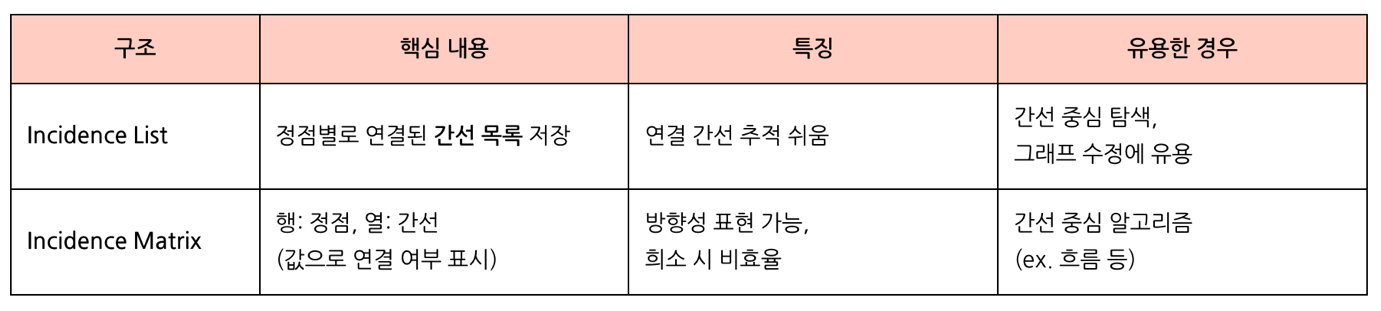 구조 핵심 내용 특징 유용한 경우
Incidence List
정점별로 연결된 간선 목록 저장
연결 간선 추적 쉬움
간선 중심 탐색,
그래프 수정에 유용
Incidence Matrix
행: 정점, 열: 간선
(값으로 연결 여부 표시)
방향성 표현 가능,
희소 시 비효율
간선 중심 알고리즘
(ex. 흐름 등)